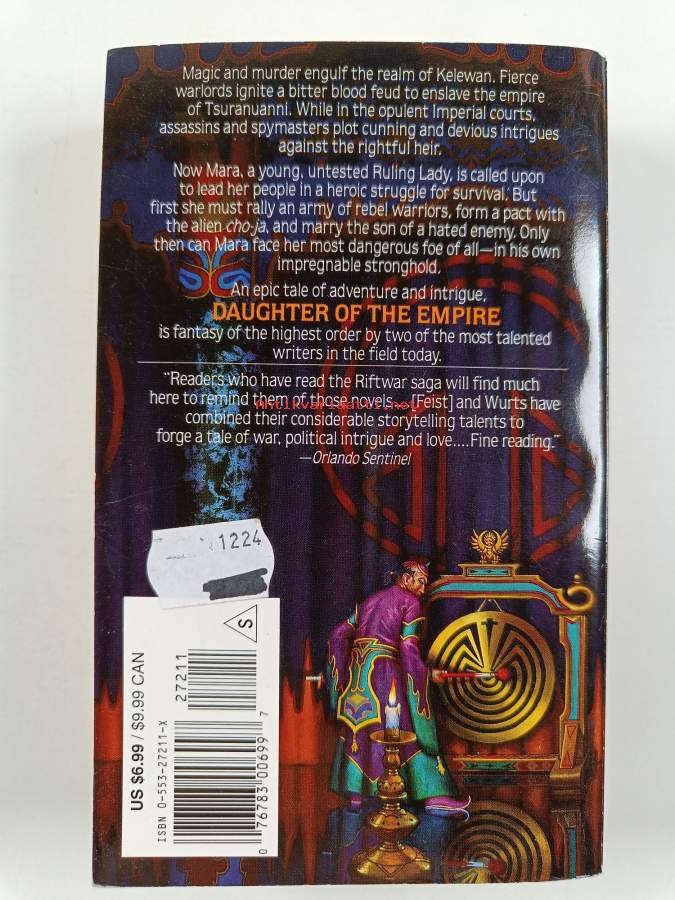 Magic and murder engulf the realm of Kelewan. Fierce
warlords ignite a bitter blood feud to enslave the empire
of Tsuranuanni. While in the opulent Imperial courts,
assassins and spymasters plot cunning and devious intrigues
against the rightful heir.
Now Mara, a young, untested Ruling Lady, is called upon
to lead her people in a heroic struggle for survival. But
first she must rally an army of rebel warriors, form a pact with
the alien cho-ja, and marry the son of a hated enemy. Only
then can Mara face her most dangerous foe of all—in his own
impregnable stronghold.
An epic tale of adventure and intrigue,
DAUGHTER OF THE EMPIRE
is fantasy of the highest order by two of the most talented
writers in the field today.
"Readers who have read the Riftwar saga will find much
here to remind them of those novels.... [Feist] and Wurts have
combined their considerable storytelling talents to
forge a tale of war, political intrigue and love....Fine reading."
—Orlando Sentinel
Antikvariaatti.net
1224
S
27211
US $6.99 / $9.99 CAN
ISBN 0-553-27211-X
0 76783 00699 7